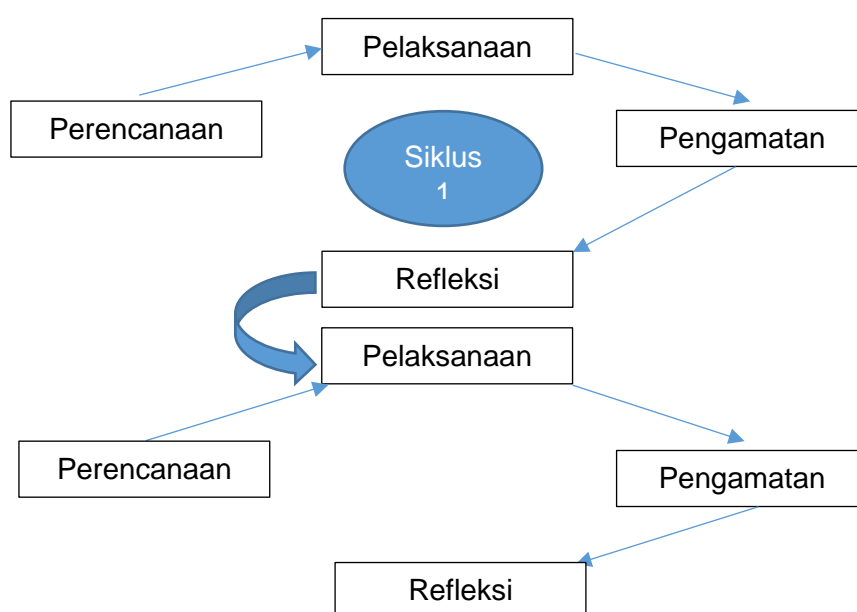 Pelaksanaan
Perencanaan
Pengamatan
Siklus
1
Refleksi
Pelaksanaan
Perencanaan
Pengamatan
Refleksi